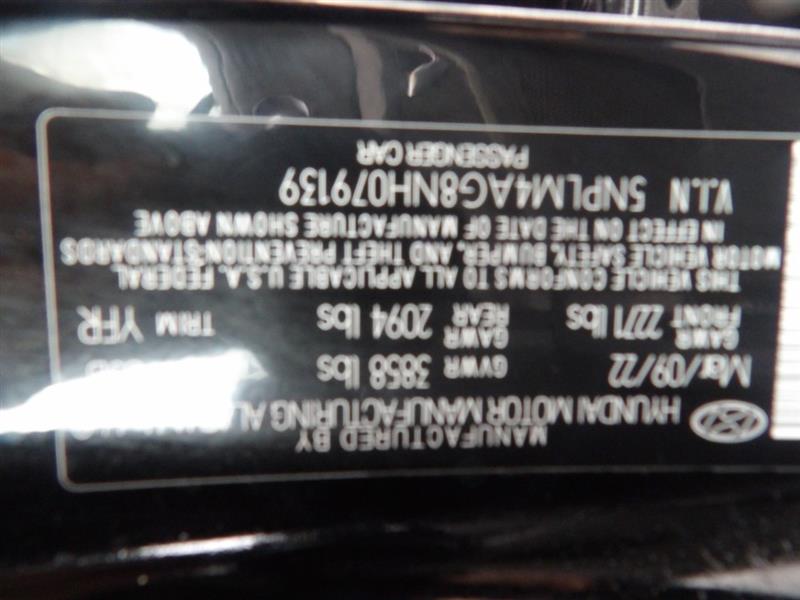 MANUFACTURED BY
HYUNDAI MOTOR MANUFACTURING
Mar/09/22 GVWR 3858 lbs
GAWR FRONT 2271 lbs GAWR REAR 2094 lbs TRIM YFR
THIS VEHICLE CONFORMS TO ALL APPLICABLE U.S.A. FEDERAL
MOTOR VEHICLE SAFETY, BUMPER, AND THEFT PREVENTION STANDARDS
IN EFFECT ON THE DATE OF MANUFACTURE SHOWN ABOVE
V.I.N 5NPLM4AG8NH079139
PASSENGER CAR